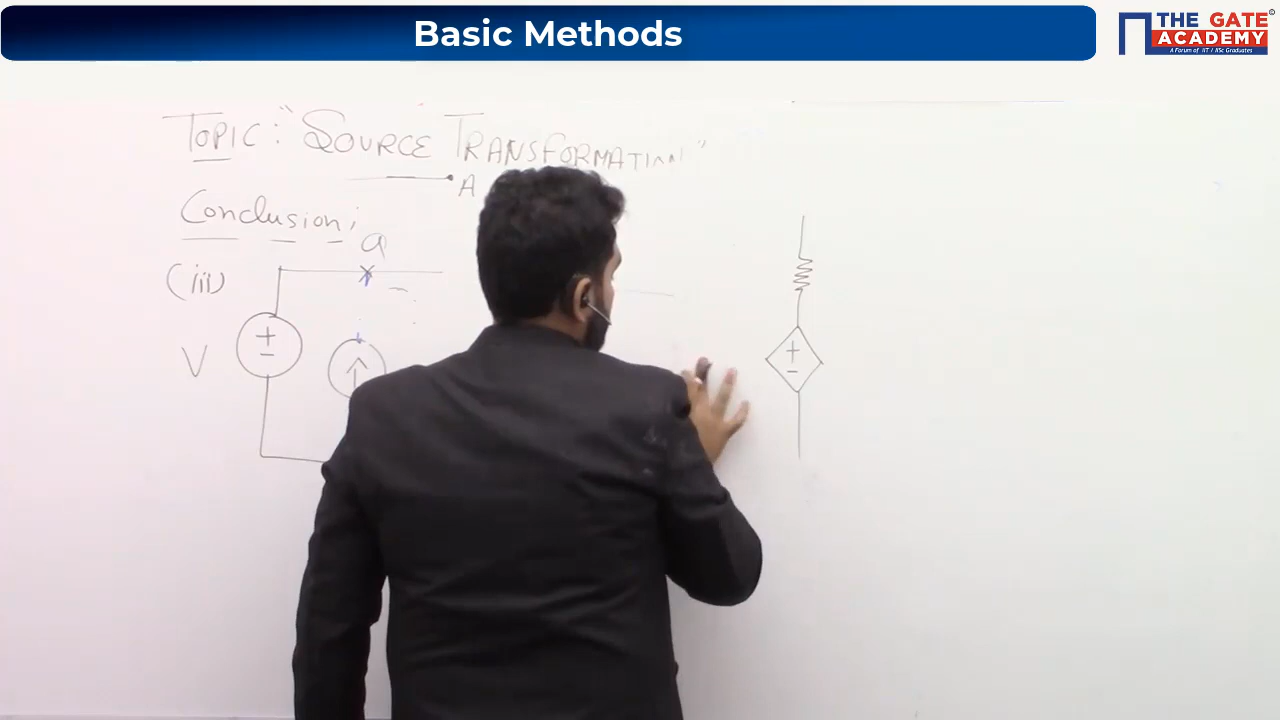 Basic Methods
THE GATE ACADEMY
A Forum of IIT / IISc Graduates
Topic: "SOURCE TRANSFORMATION"
A
Conclusion:
a
(iii)
+
-
V
+
-